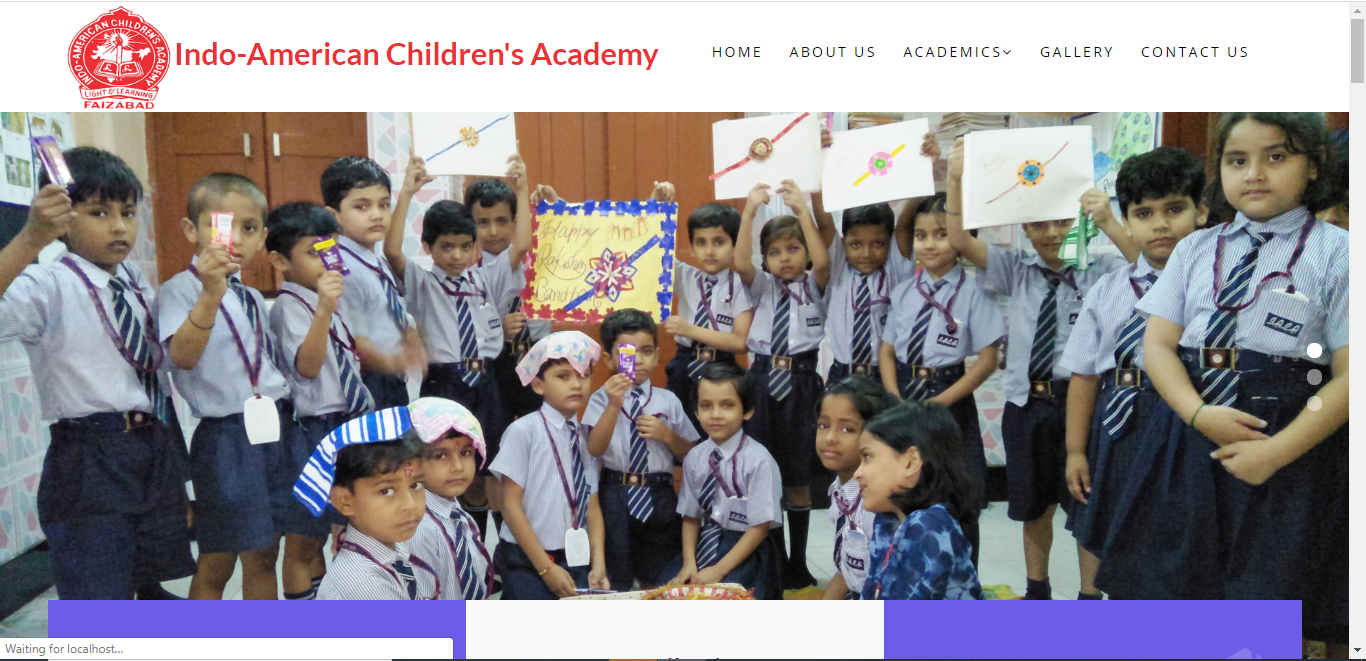 INDO-AMERICAN CHILDREN'S ACADEMY
LIGHT & LEARNING
FAIZABAD
Indo-American Children's Academy
HOME
ABOUT US
ACADEMICS
GALLERY
CONTACT US
Happy
Raksha
Bandhan
Waiting for localhost...